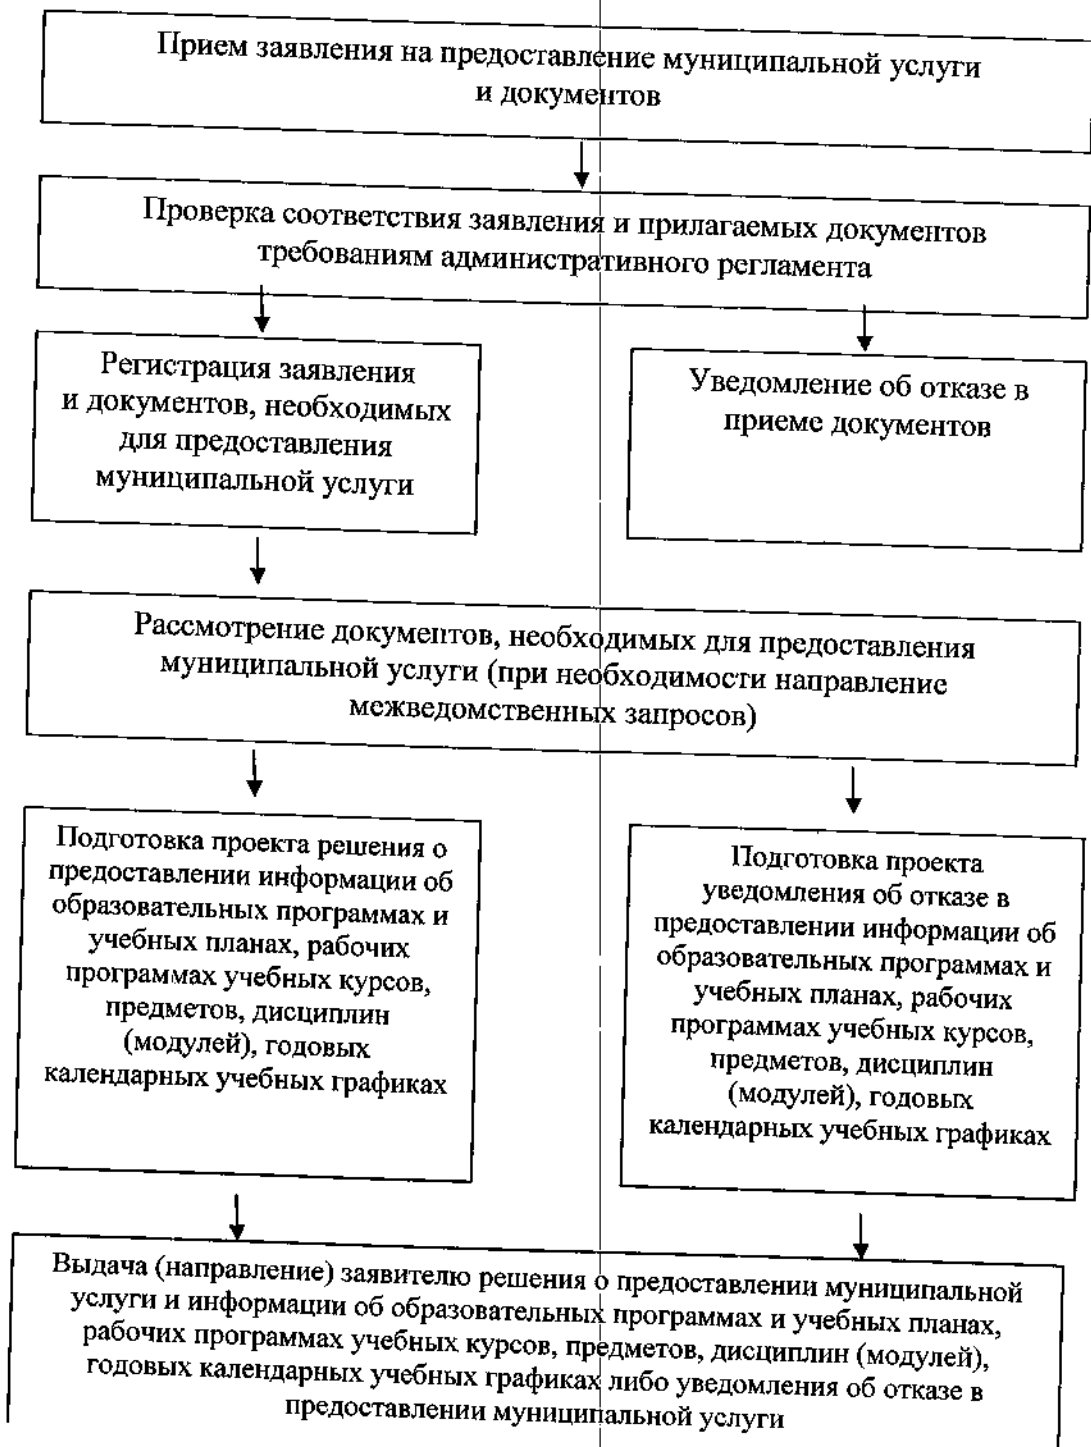 Прием заявления на предоставление муниципальной услуги
и документов
Проверка соответствия заявления и прилагаемых документов
требованиям административного регламента
Регистрация заявления
и документов, необходимых
для предоставления
муниципальной услуги
Уведомление об отказе в
приеме документов
Рассмотрение документов, необходимых для предоставления
муниципальной услуги (при необходимости направление
межведомственных запросов)
Подготовка проекта решения о
предоставлении информации об
образовательных программах и
учебных планах, рабочих
программах учебных курсов,
предметов, дисциплин
(модулей), годовых
календарных учебных графиках
Подготовка проекта
уведомления об отказе в
предоставлении информации об
образовательных программах и
учебных планах, рабочих
программах учебных курсов,
предметов, дисциплин
(модулей), годовых
календарных учебных графиках
Выдача (направление) заявителю решения о предоставлении муниципальной
услуги и информации об образовательных программах и учебных планах,
рабочих программах учебных курсов, предметов, дисциплин (модулей),
годовых календарных учебных графиках либо уведомления об отказе в
предоставлении муниципальной услуги